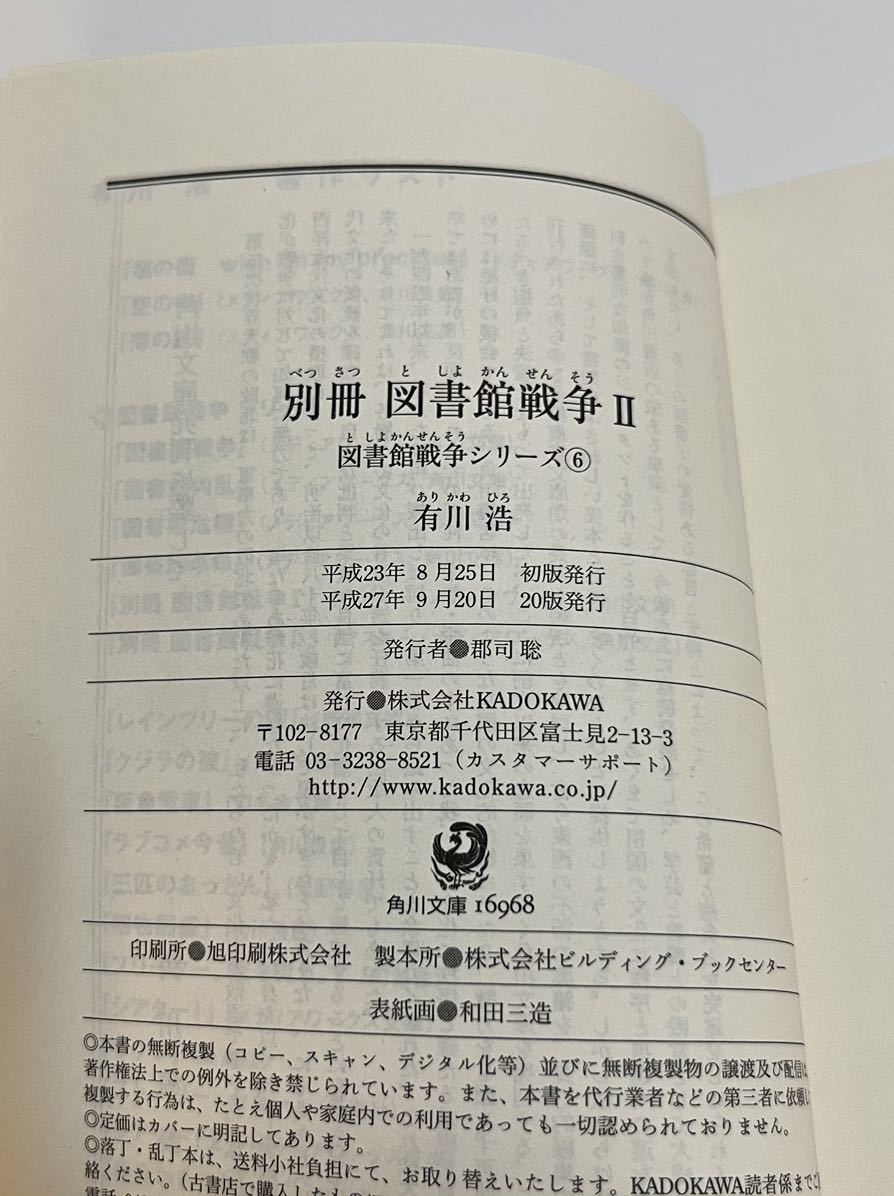 べつ さつ と しよ かん せん そう
別冊 図書館戦争 II
と しよかんせんそう
図書館戦争シリーズ⑥
あり かわ ひろ
有川 浩
平成23年 8月25日 初版発行
平成27年 9月20日 20版発行
発行者●郡司 聡
発行●株式会社KADOKAWA
〒102-8177 東京都千代田区富士見2-13-3
電話 03-3238-8521（カスタマーサポート）
http://www.kadokawa.co.jp/
角川文庫 16968
印刷所●旭印刷株式会社 製本所●株式会社ビルディング・ブックセンター
表紙画●和田三造
◎本書の無断複製（コピー、スキャン、デジタル化等）並びに無断複製物の譲渡及び配信は
著作権法上での例外を除き禁じられています。また、本書を代行業者などの第三者に依頼し
複製する行為は、たとえ個人や家庭内での利用であっても一切認められておりません。
◎定価はカバーに明記してあります。
◎落丁・乱丁本は、送料小社負担にて、お取り替えいたします。KADOKAWA読者係までご
絡ください。（古書店で購入したもの